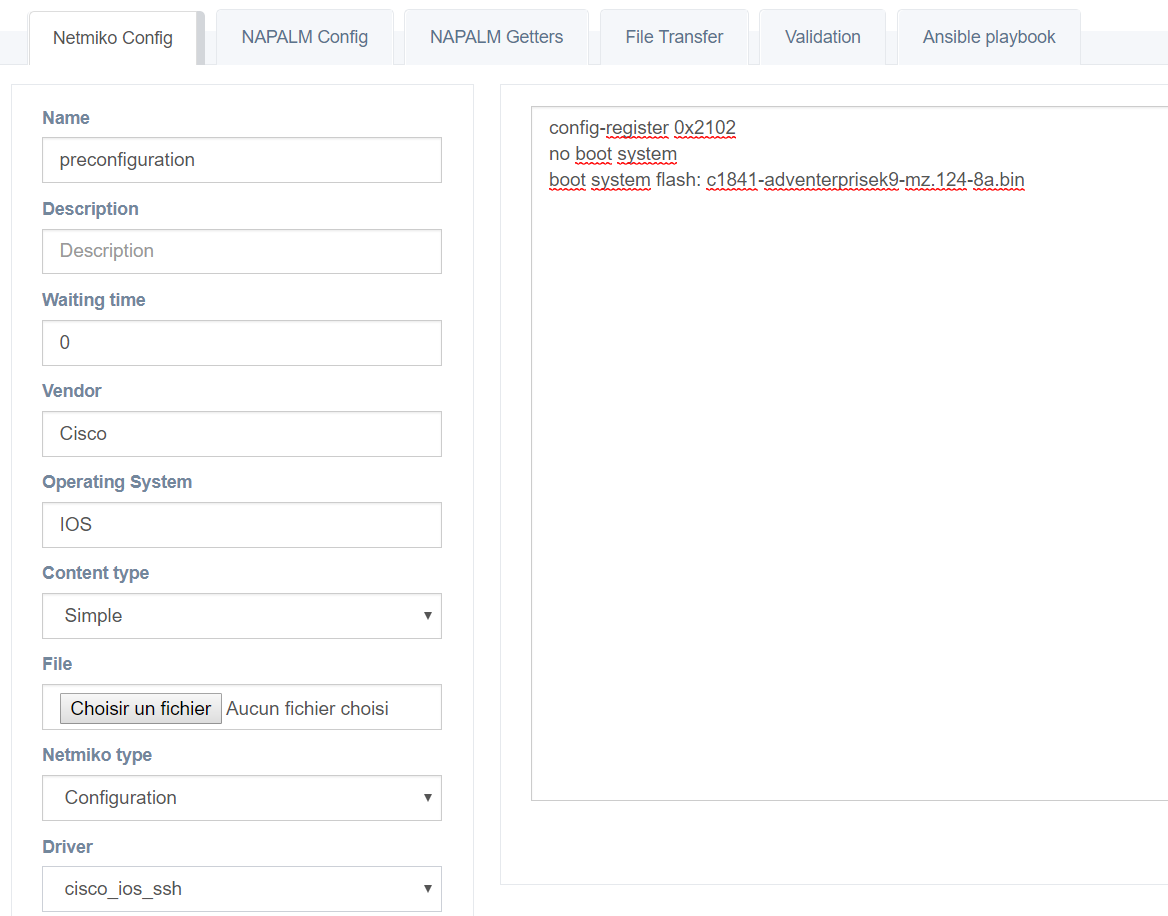 Netmiko Config
NAPALM Config
NAPALM Getters
File Transfer
Validation
Ansible playbook
Name
preconfiguration
Description
Description
Waiting time
0
Vendor
Cisco
Operating System
IOS
Content type
Simple
File
Choisir un fichier Aucun fichier choisi
Netmiko type
Configuration
Driver
cisco_ios_ssh
config-register 0x2102
no boot system
boot system flash: c1841-adventerprisek9-mz.124-8a.bin